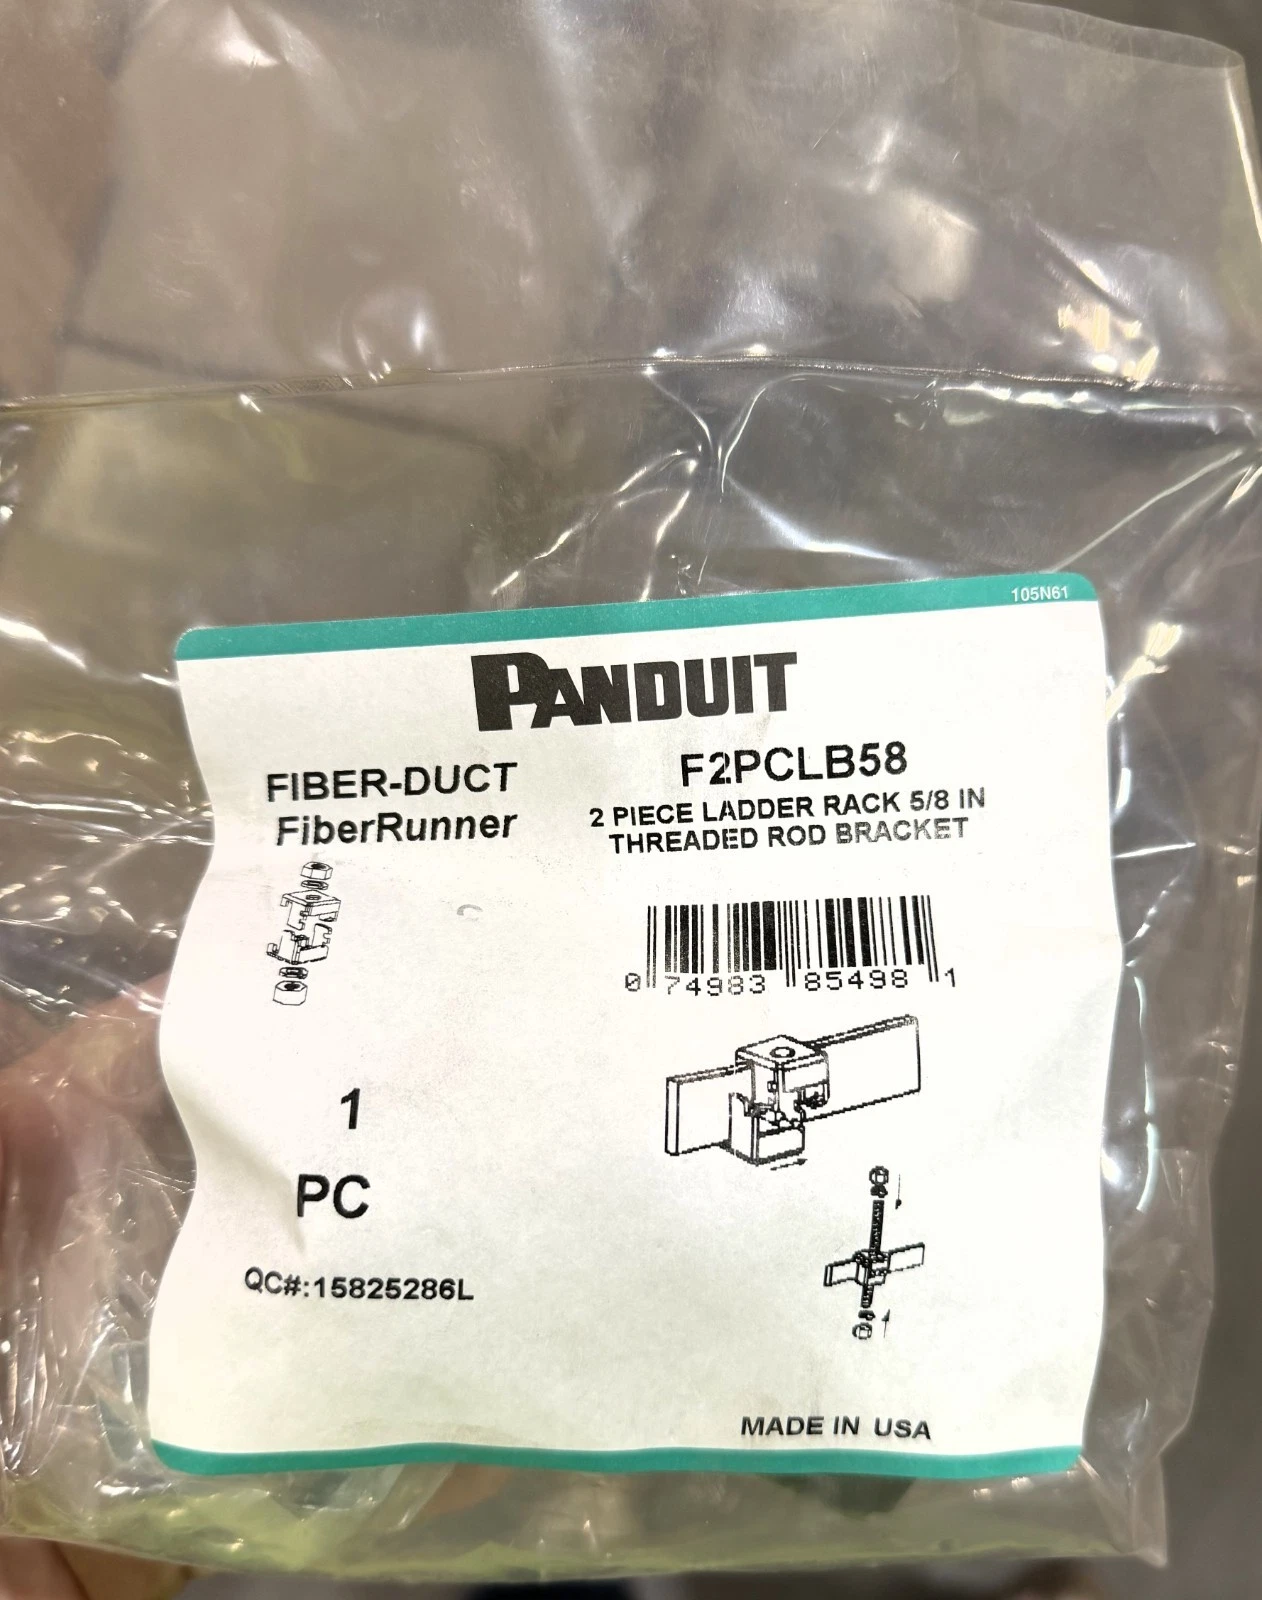 105N61
PANDUIT
FIBER-DUCT
FiberRunner
F2PCLB58
2 PIECE LADDER RACK 5/8 IN
THREADED ROD BRACKET
0 74983 85498 1
1
PC
QC#:15825286L
MADE IN USA